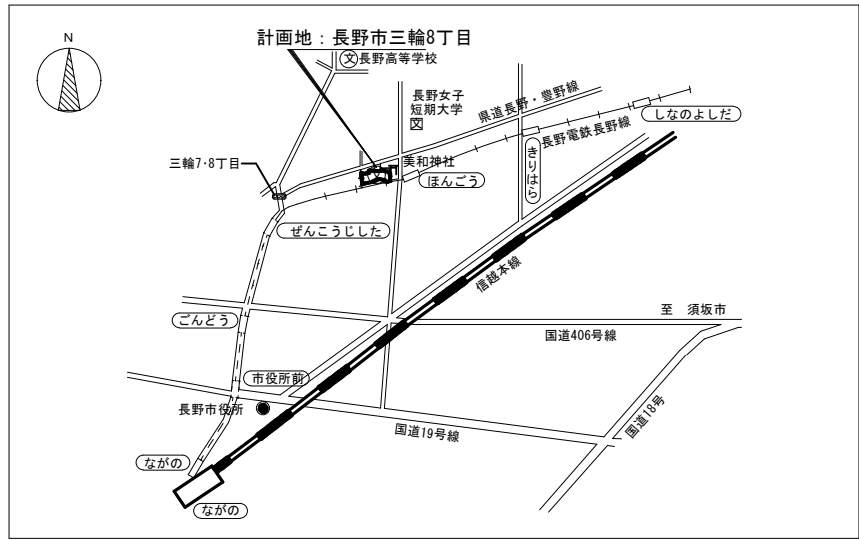 計画地：長野市三輪8丁目
N
文長野高等学校
長野女子
短期大学
文
県道長野・豊野線
しなのよしだ
長野電鉄長野線
三輪7・8丁目
美和神社
きりはら
ほんごう
ぜんこうじした
信越本線
至 須坂市
ごんどう
国道406号線
市役所前
長野市役所
国道18号
国道19号線
ながの
ながの